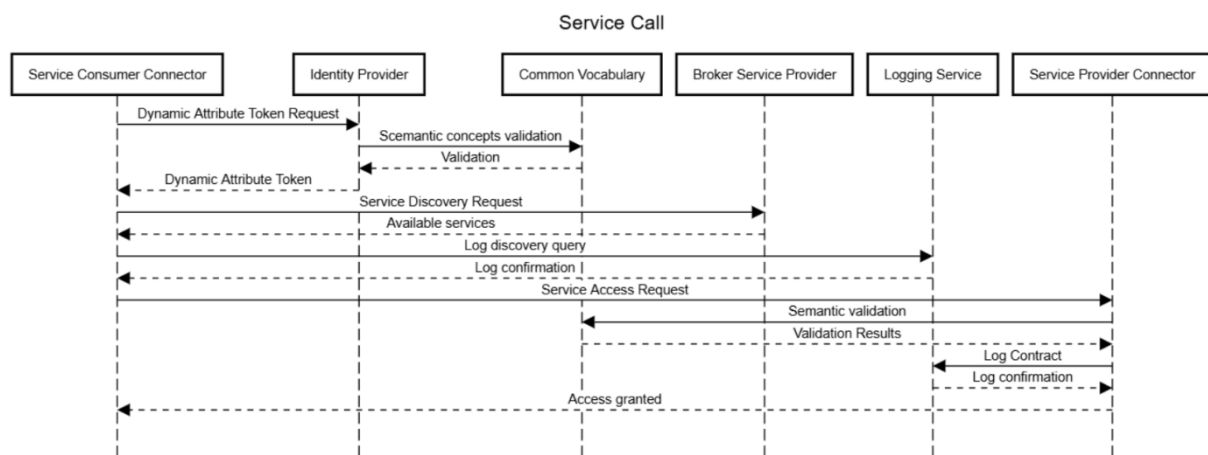 Service Call
Service Consumer Connector
Identity Provider
Common Vocabulary
Broker Service Provider
Logging Service
Service Provider Connector
Dynamic Attribute Token Request
Scemantic concepts validation
Validation
Dynamic Attribute Token
Service Discovery Request
Available services
Log discovery query
Log confirmation
Service Access Request
Semantic validation
Validation Results
Log Contract
Log confirmation
Access granted